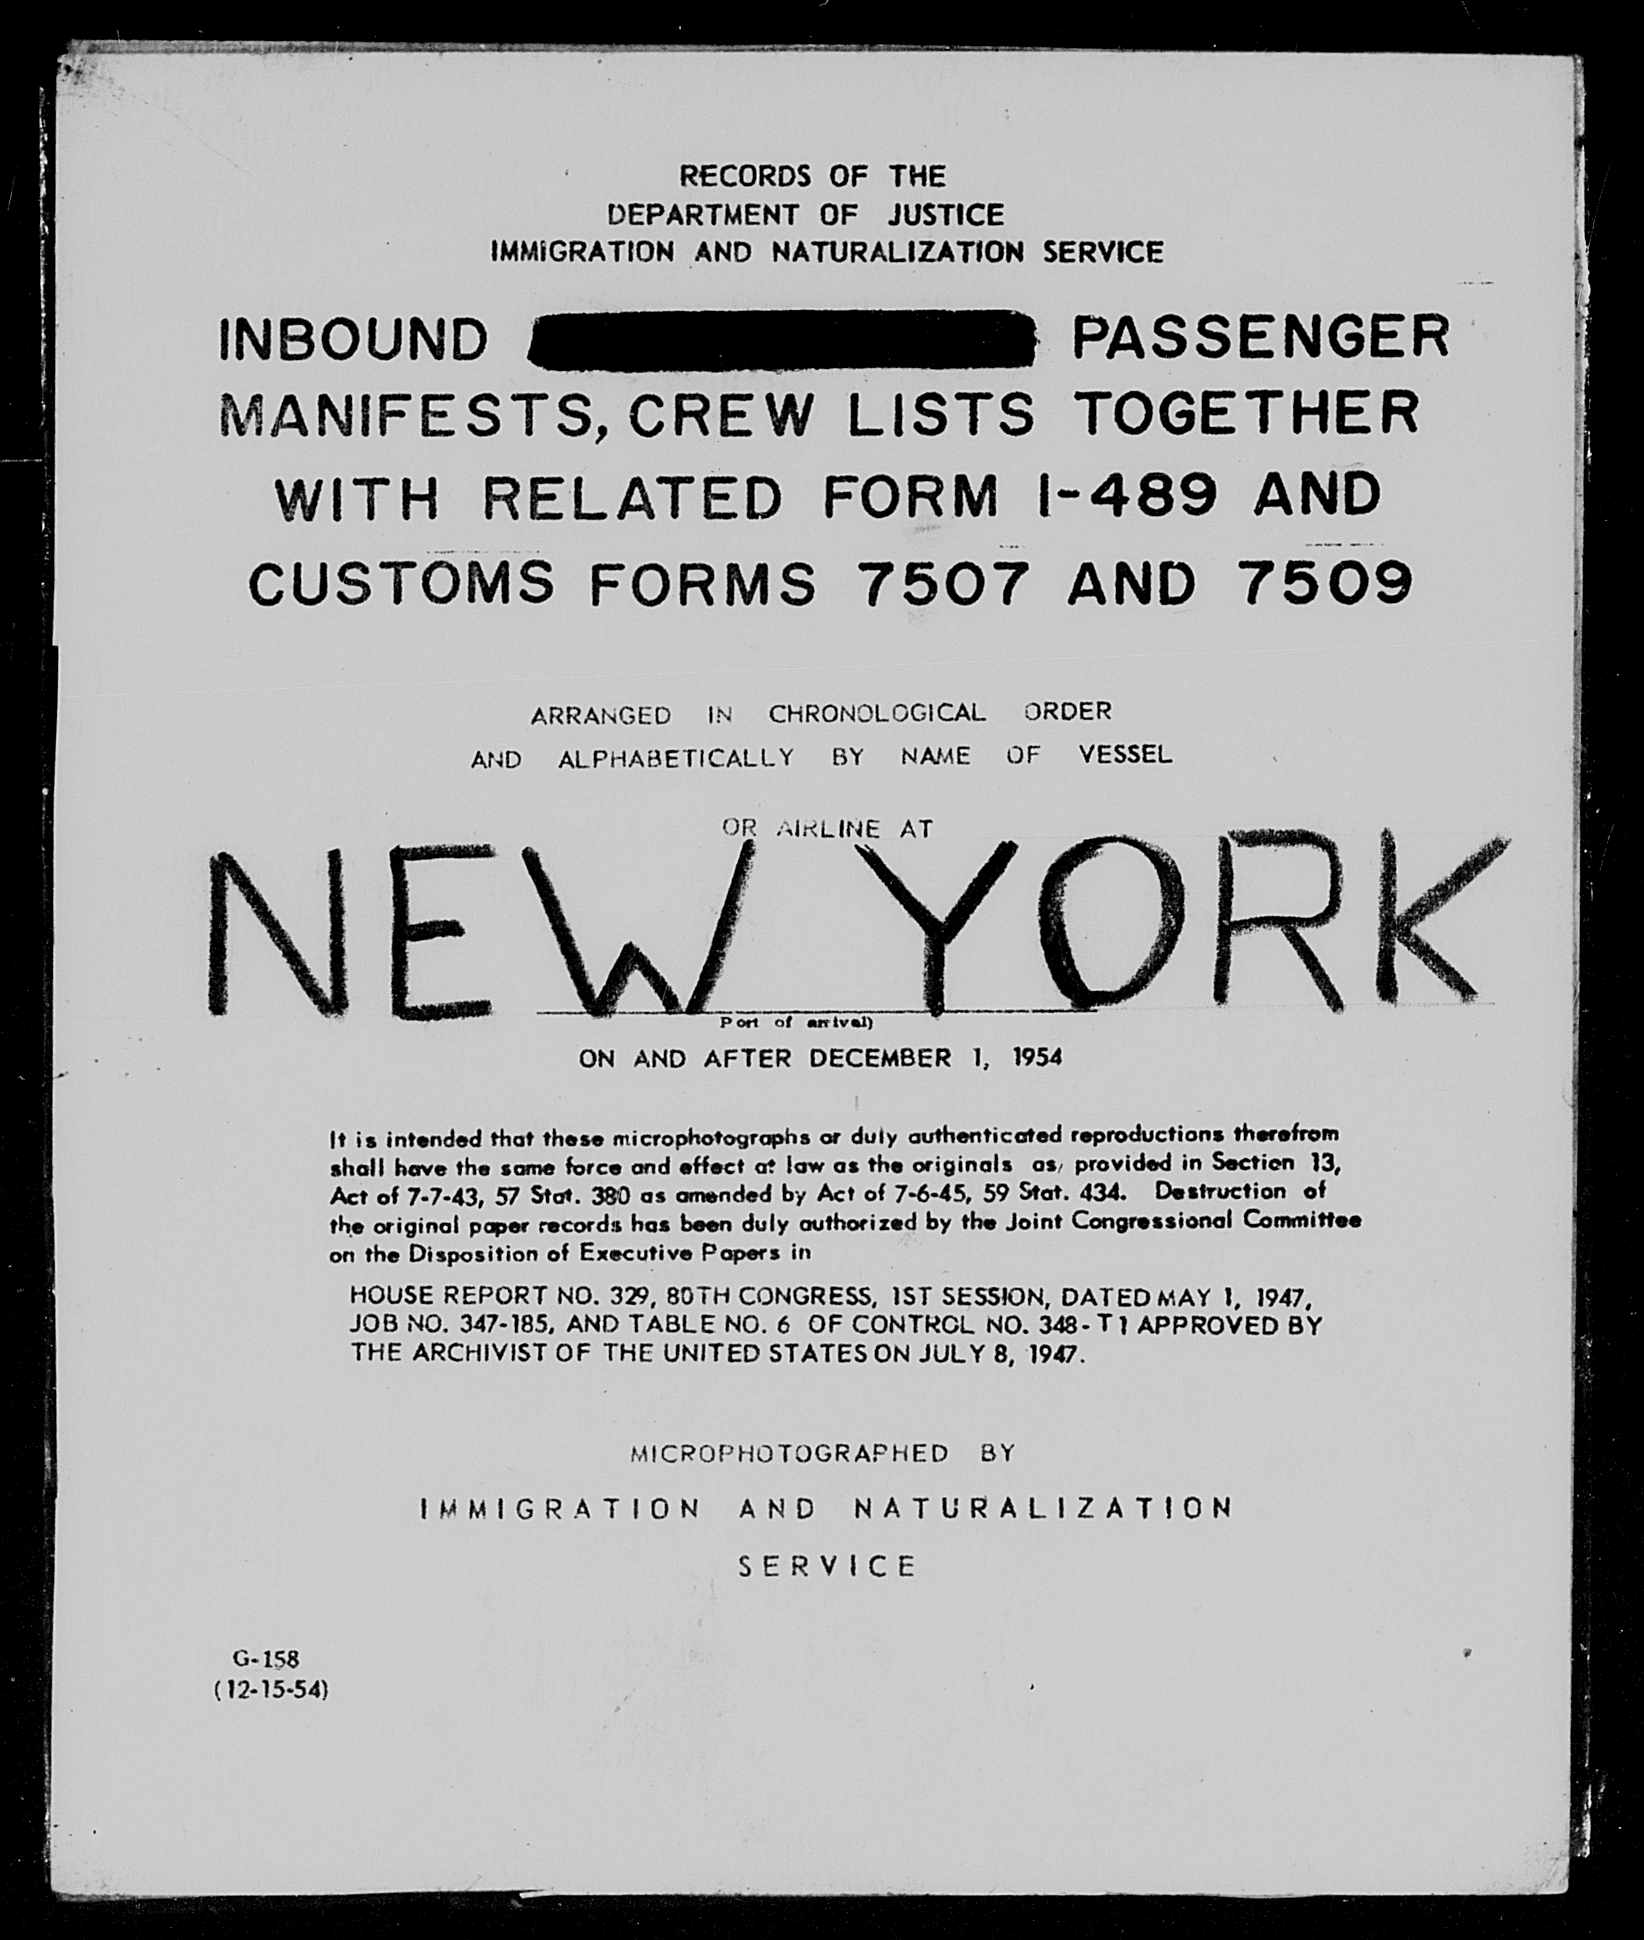 RECORDS OF THE
DEPARTMENT OF JUSTICE
IMMIGRATION AND NATURALIZATION SERVICE
INBOUND PASSENGER
MANIFESTS, CREW LISTS TOGETHER
WITH RELATED FORM I-489 AND
CUSTOMS FORMS 7507 AND 7509
ARRANGED IN CHRONOLOGICAL ORDER
AND ALPHABETICALLY BY NAME OF VESSEL
OR AIRLINE AT
NEW YORK
Port of arrival)
ON AND AFTER DECEMBER 1, 1954
It is intended that these microphotographs or duly authenticated reproductions therefrom
shall have the same force and effect at law as the originals as, provided in Section 13,
Act of 7-7-43, 57 Stat. 380 as amended by Act of 7-6-45, 59 Stat. 434. Destruction of
the original paper records has been duly authorized by the Joint Congressional Committee
on the Disposition of Executive Papers in
HOUSE REPORT NO. 329, 80TH CONGRESS, 1ST SESSION, DATED MAY 1, 1947,
JOB NO. 347-185, AND TABLE NO. 6 OF CONTROL NO. 348-T1 APPROVED BY
THE ARCHIVIST OF THE UNITED STATES ON JULY 8, 1947.
MICROPHOTOGRAPHED BY
IMMIGRATION AND NATURALIZATION
SERVICE
G-158
(12-15-54)